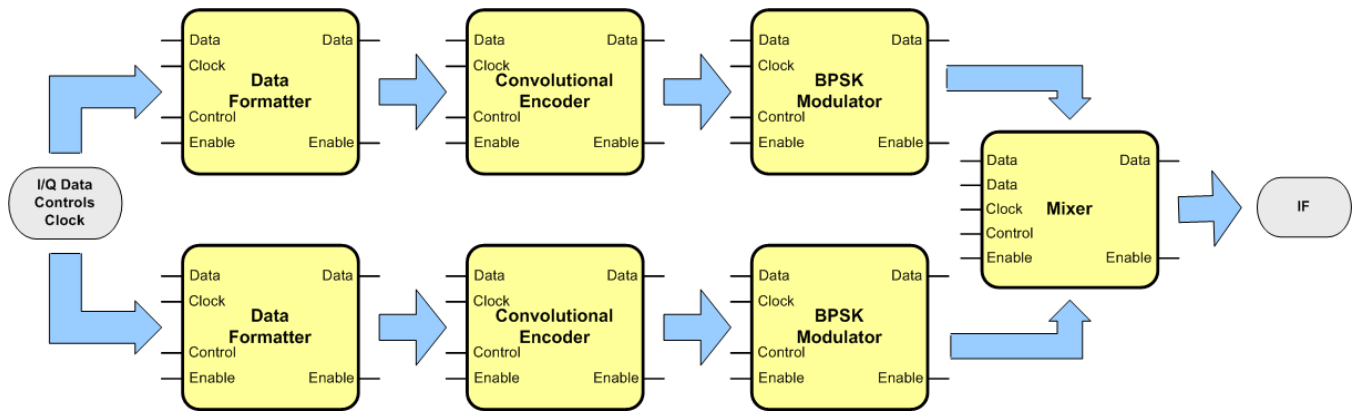 Data Data
Clock
Data
Formatter
Control
Enable Enable
Data Data
Clock
Convolutional
Encoder
Control
Enable Enable
Data Data
Clock
BPSK
Modulator
Control
Enable Enable
I/Q Data
Controls
Clock
Data Data
Data
Clock
Mixer
Control
Enable Enable
IF
Data Data
Clock
Data
Formatter
Control
Enable Enable
Data Data
Clock
Convolutional
Encoder
Control
Enable Enable
Data Data
Clock
BPSK
Modulator
Control
Enable Enable